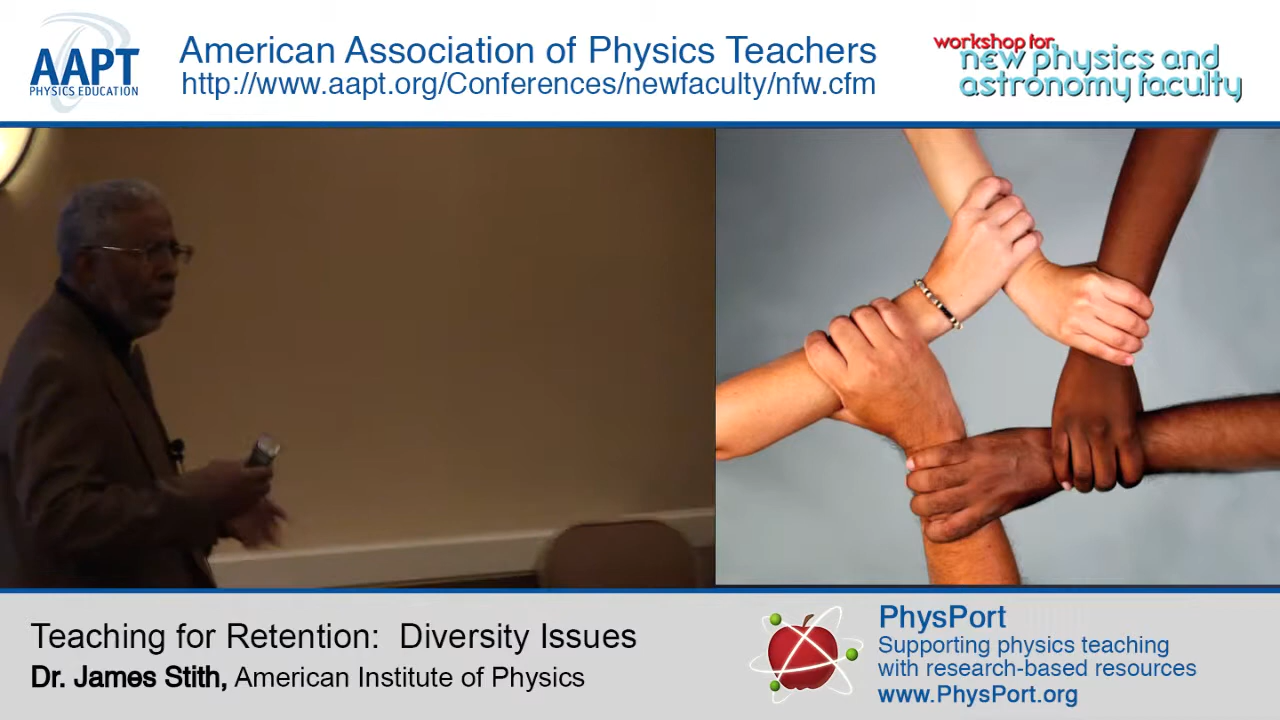 AAPT
PHYSICS EDUCATION
American Association of Physics Teachers
http://www.aapt.org/Conferences/newfaculty/nfw.cfm
workshop for
new physics and
astronomy faculty
Teaching for Retention:  Diversity Issues
Dr. James Stith, American Institute of Physics
PhysPort
Supporting physics teaching
with research-based resources
www.PhysPort.org